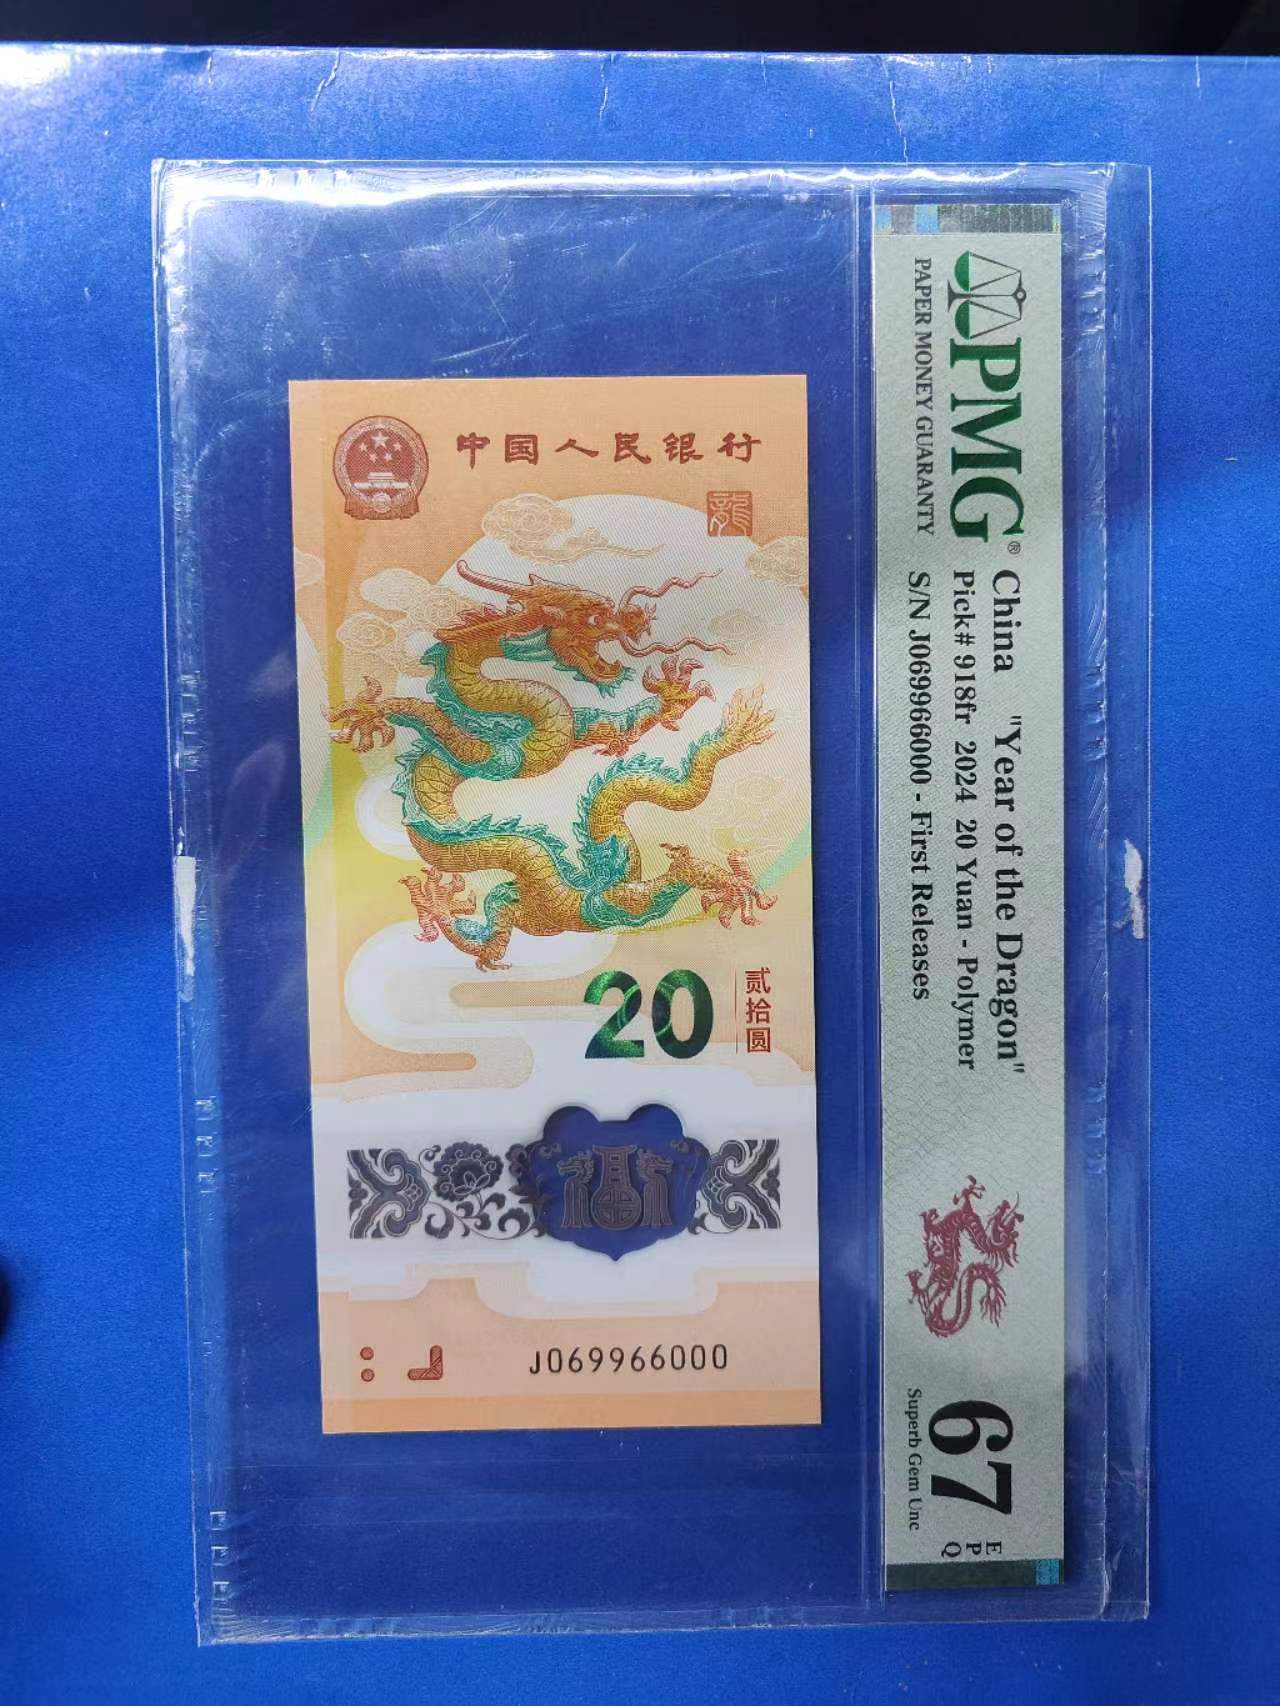 中国人民银行
龍
20
贰拾圆
J069966000
PMG®
PAPER MONEY GUARANTY
China "Year of the Dragon"
Pick# 918fr 2024 20 Yuan - Polymer
S/N J069966000 - First Releases
67
EPQ
Superb Gem Unc